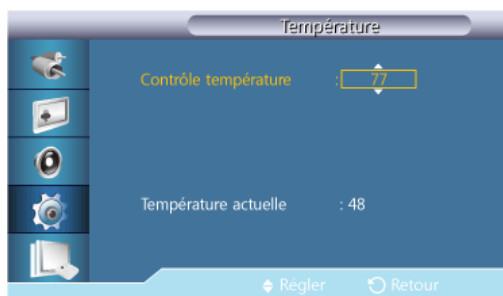 Température
Contrôle température : 77
Température actuelle : 48
Régler Retour